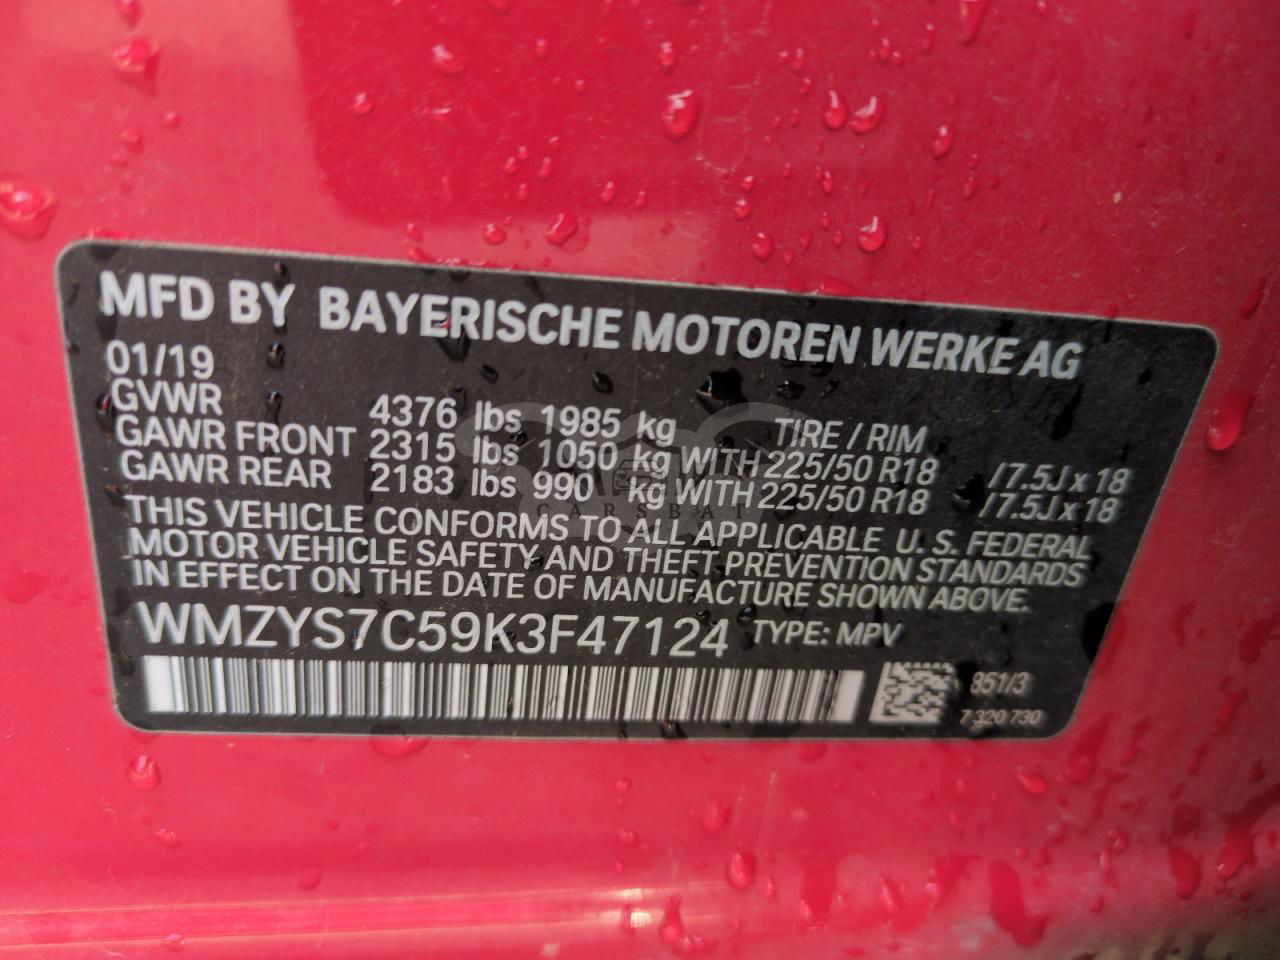 MFD BY BAYERISCHE MOTOREN WERKE AG
01/19
GVWR 4376 lbs 1985 kg TIRE / RIM
GAWR FRONT 2315 lbs 1050 kg WITH 225/50 R18 /7.5J x 18
GAWR REAR 2183 lbs 990 kg WITH 225/50 R18 /7.5J x 18
THIS VEHICLE CONFORMS TO ALL APPLICABLE U. S. FEDERAL
MOTOR VEHICLE SAFETY AND THEFT PREVENTION STANDARDS
IN EFFECT ON THE DATE OF MANUFACTURE SHOWN ABOVE.
WMZYS7C59K3F47124 TYPE: MPV
851/3
7 320 730
CARSBAT